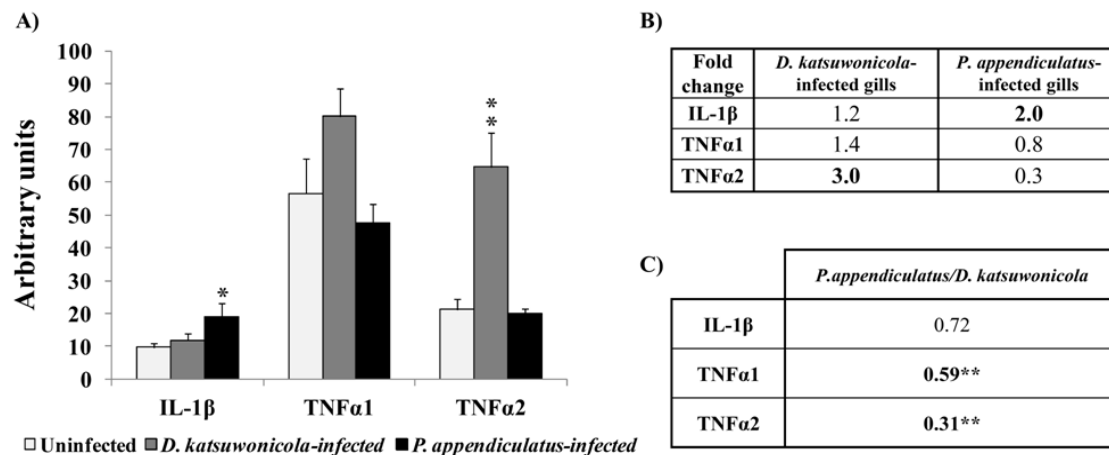 A)
100
90
80
70
60
50
40
30
20
10
0
Arbitrary units
*
**
IL-1β TNFα1 TNFα2
Uninfected D. katsuwonicola-infected P. appendiculatus-infected
B)
Fold change D. katsuwonicola-infected gills P. appendiculatus-infected gills
IL-1β 1.2 2.0
TNFα1 1.4 0.8
TNFα2 3.0 0.3
C)
P.appendiculatus/D. katsuwonicola
IL-1β 0.72
TNFα1 0.59**
TNFα2 0.31**